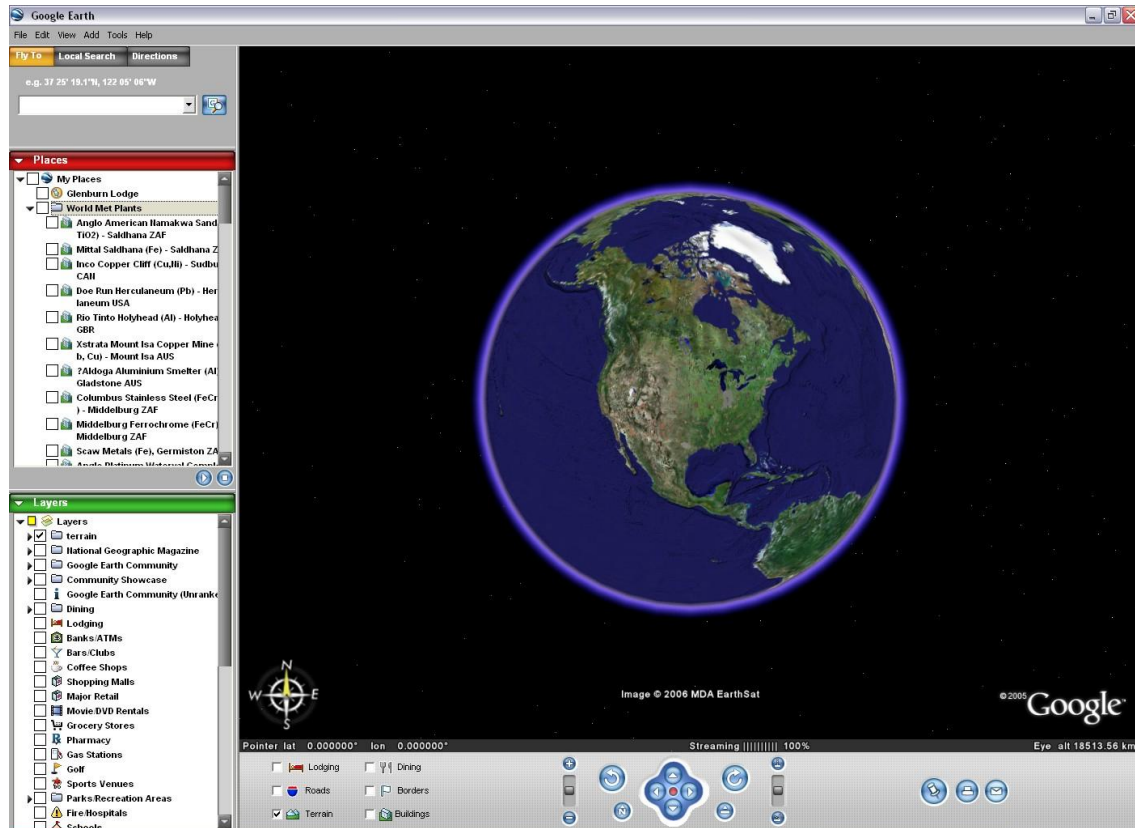 Google Earth
File Edit View Add Tools Help
Fly To Local Search Directions
e.g. 37 25' 19.1"N, 122 05' 06"W
Places
My Places
Glenburn Lodge
World Met Plants
Anglo American Namakwa Sand
TiO2) - Saldhana ZAF
Mittal Saldhana (Fe) - Saldhana Z
Inco Copper Cliff (Cu,Ni) - Sudbu
CAN
Doe Run Herculaneum (Pb) - Her
laneum USA
Rio Tinto Holyhead (Al) - Holyhea
GBR
Xstrata Mount Isa Copper Mine
b, Cu) - Mount Isa AUS
?Aldoga Aluminium Smelter (Al)
Gladstone AUS
Columbus Stainless Steel (FeCr
) - Middelburg ZAF
Middelburg Ferrochrome (FeCr)
Middelburg ZAF
Scaw Metals (Fe), Germiston ZA
Anglo Platinum Waterval Compl
Layers
Layers
terrain
National Geographic Magazine
Google Earth Community
Community Showcase
Google Earth Community (Unranke
Dining
Lodging
Banks/ATMs
Bars/Clubs
Coffee Shops
Shopping Malls
Major Retail
Movie/DVD Rentals
Grocery Stores
Pharmacy
Gas Stations
Golf
Sports Venues
Parks/Recreation Areas
Fire/Hospitals
Schools
N
W E
S
Image © 2006 MDA EarthSat
©2005 Google™
Pointer lat 0.000000° lon 0.000000° Streaming |||||||||| 100% Eye alt 18513.56 km
Lodging Dining
Roads Borders
Terrain Buildings
N